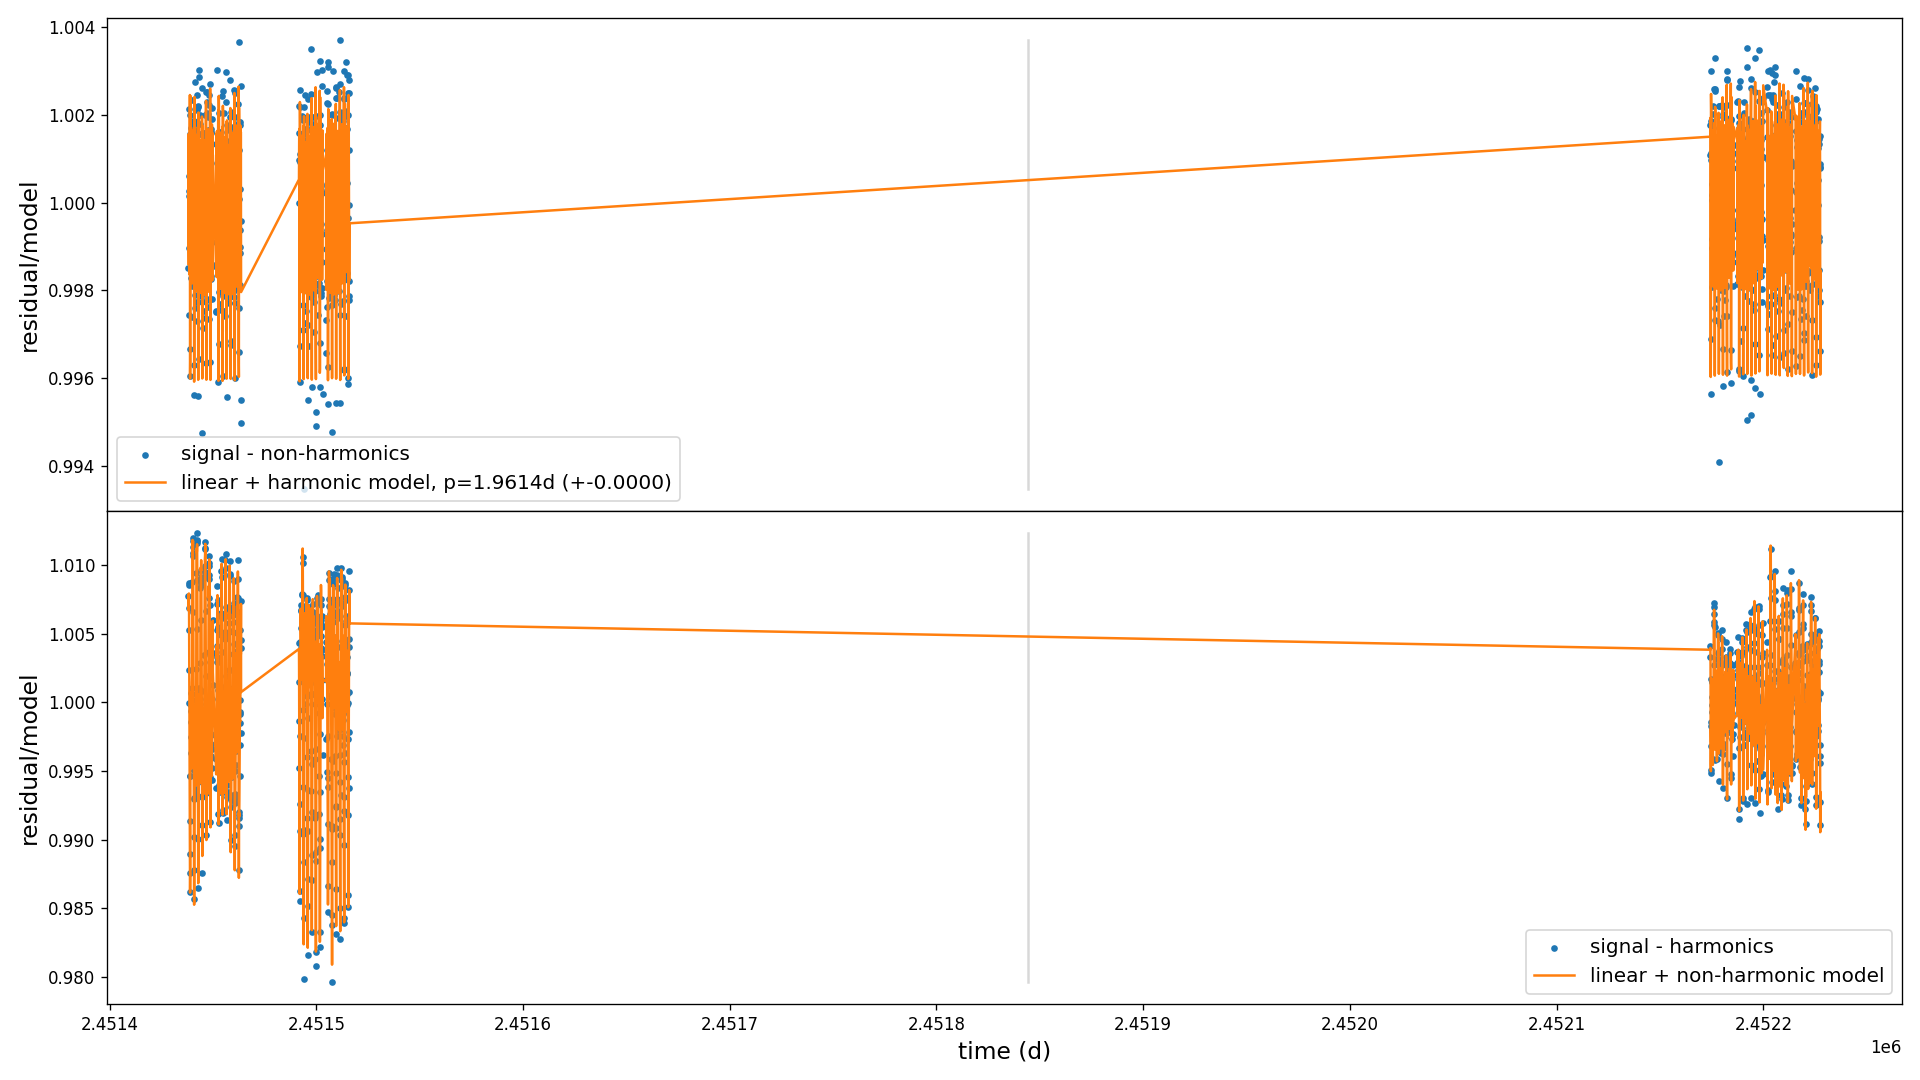 1.004
1.002
1.000
0.998
0.996
0.994
residual/model
signal - non-harmonics
linear + harmonic model, p=1.9614d (+-0.0000)
1.010
1.005
1.000
0.995
0.990
0.985
0.980
residual/model
signal - harmonics
linear + non-harmonic model
2.4514 2.4515 2.4516 2.4517 2.4518 2.4519 2.4520 2.4521 2.4522
time (d)
1e6